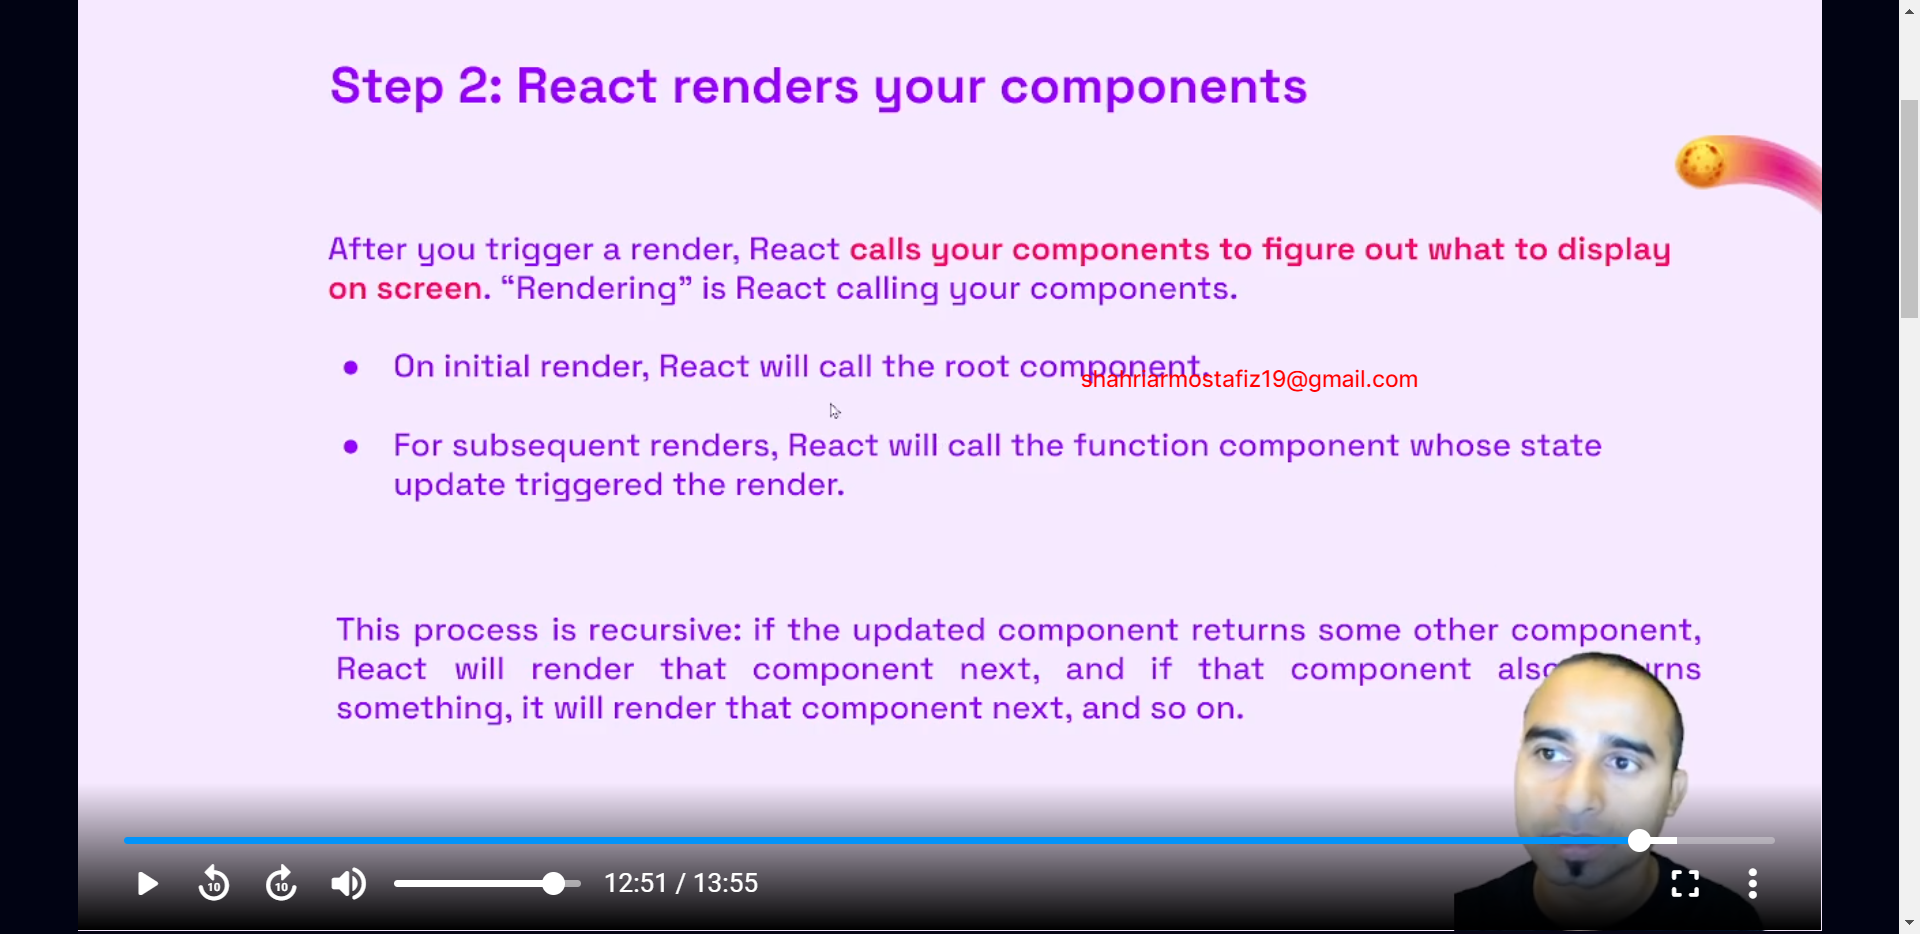 Step 2: React renders your components
After you trigger a render, React calls your components to figure out what to display
on screen. “Rendering” is React calling your components.
● On initial render, React will call the root component.
shahriarmostafiz19@gmail.com
● For subsequent renders, React will call the function component whose state
update triggered the render.
This process is recursive: if the updated component returns some other component,
React will render that component next, and if that component also
something, it will render that component next, and so on.
10 10 12:51 / 13:55